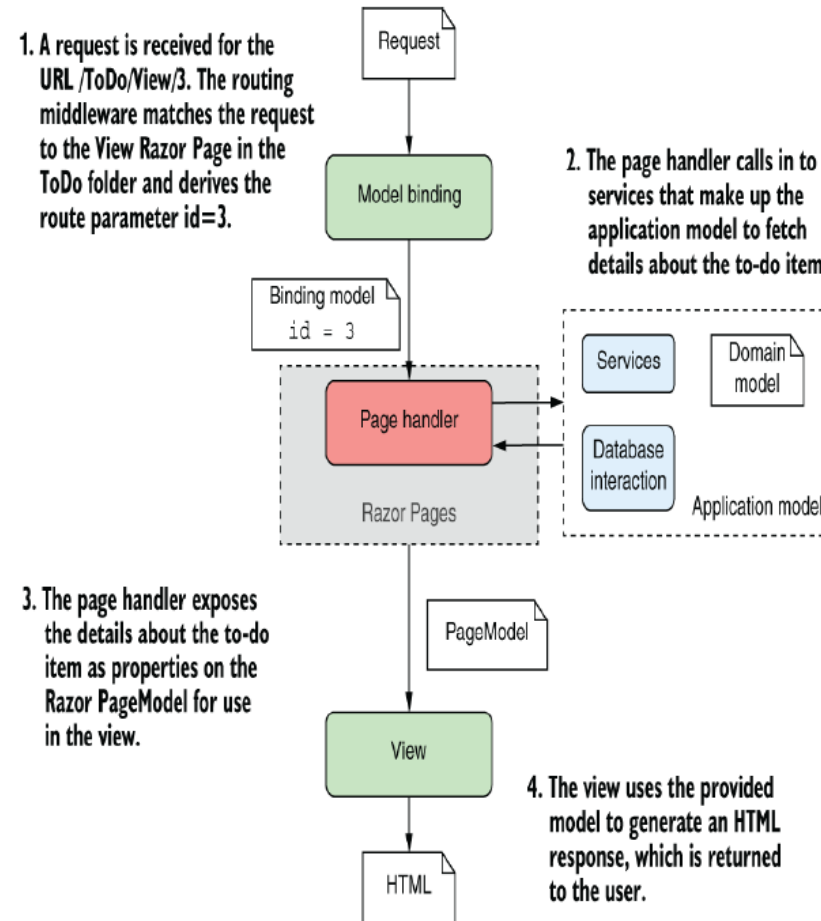 Request
1. A request is received for the
URL /ToDo/View/3. The routing
middleware matches the request
to the View Razor Page in the
ToDo folder and derives the
route parameter id=3.
Model binding
2. The page handler calls in to
services that make up the
application model to fetch
details about the to-do item
Binding model
id = 3
Services
Domain
model
Page handler
Database
interaction
Razor Pages
Application model
3. The page handler exposes
the details about the to-do
item as properties on the
Razor PageModel for use
in the view.
PageModel
View
4. The view uses the provided
model to generate an HTML
response, which is returned
to the user.
HTML